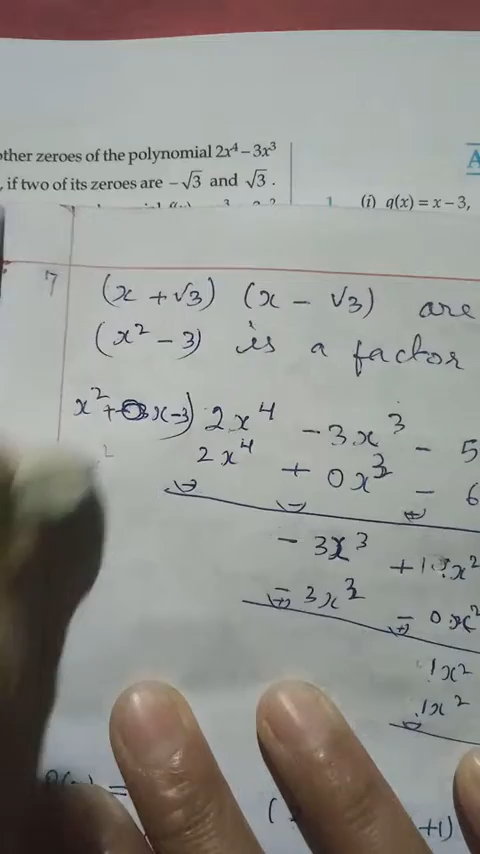 other zeroes of the polynomial 2x⁴ – 3x³
, if two of its zeroes are – √3 and √3 .
A
1. (i) q(x) = x – 3,
7 (x + √3) (x – √3) are
(x² – 3) is a factor
x² + 0x – 3) 2x⁴ – 3x³ – 5
2x⁴ + 0x³ – 6
– 3x³ + 1x²
– 3x³ – 0x²
1x²
1x²
=
( +1)